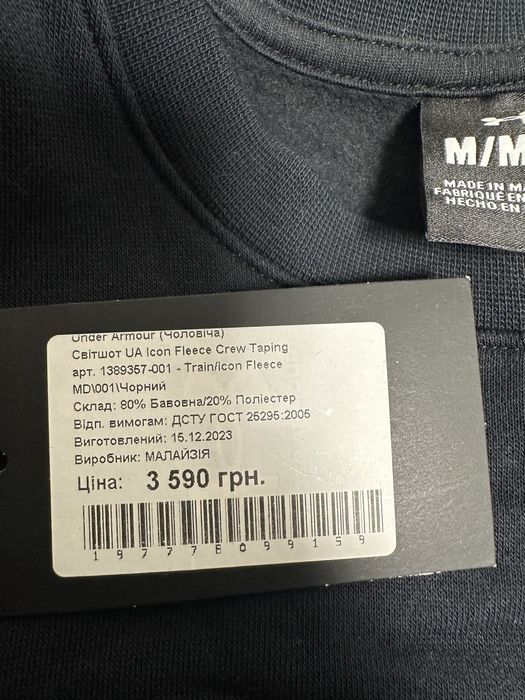 M/M
MADE IN
FABRIQUÉ EN
HECHO EN
Under Armour (Чоловіча)
Світшот UA Icon Fleece Crew Taping
арт. 1389357-001 - Train/icon Fleece
MD\001\Чорний
Склад: 80% Бавовна/20% Поліестер
Відп. вимогам: ДСТУ ГОСТ 25295:2005
Виготовлений: 15.12.2023
Виробник: МАЛАЙЗІЯ
Ціна: 3 590 грн.
197778099159